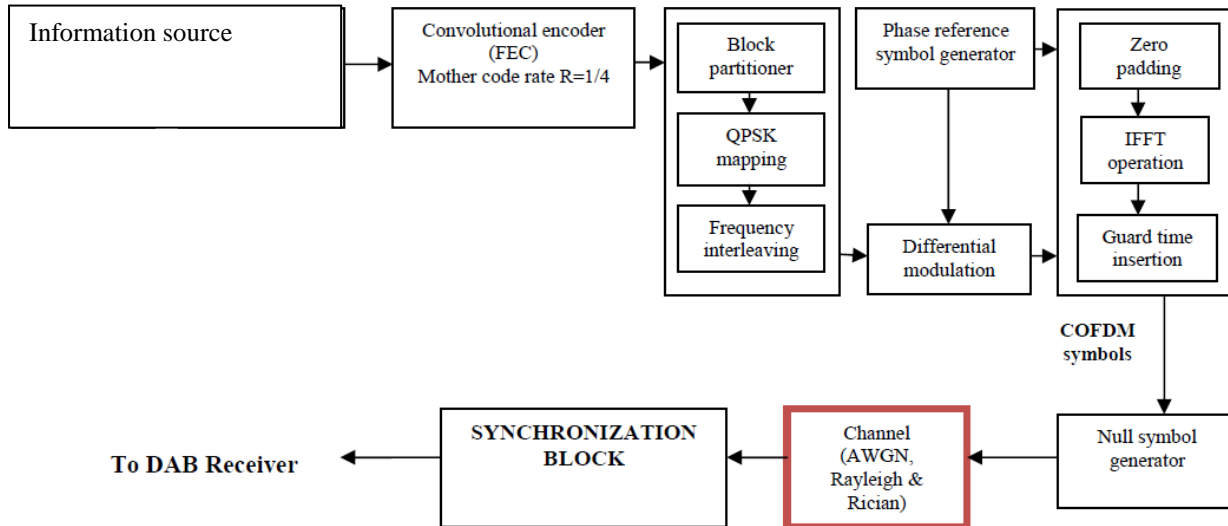 Information source
Convolutional encoder
(FEC)
Mother code rate R=1/4
Block
partitioner
QPSK
mapping
Frequency
interleaving
Phase reference
symbol generator
Differential
modulation
Zero
padding
IFFT
operation
Guard time
insertion
COFDM
symbols
Null symbol
generator
Channel
(AWGN,
Rayleigh &
Rician)
SYNCHRONIZATION
BLOCK
To DAB Receiver